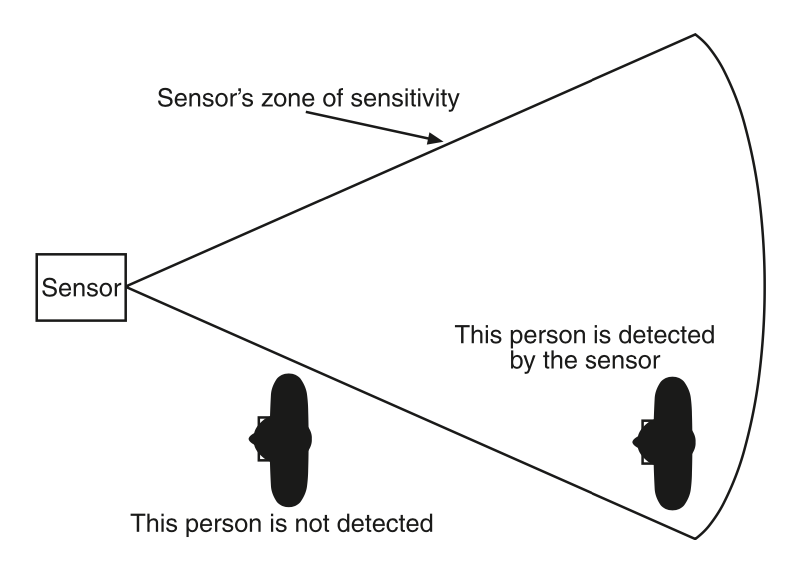 Sensor’s zone of sensitivity
Sensor
This person is detected
by the sensor
This person is not detected